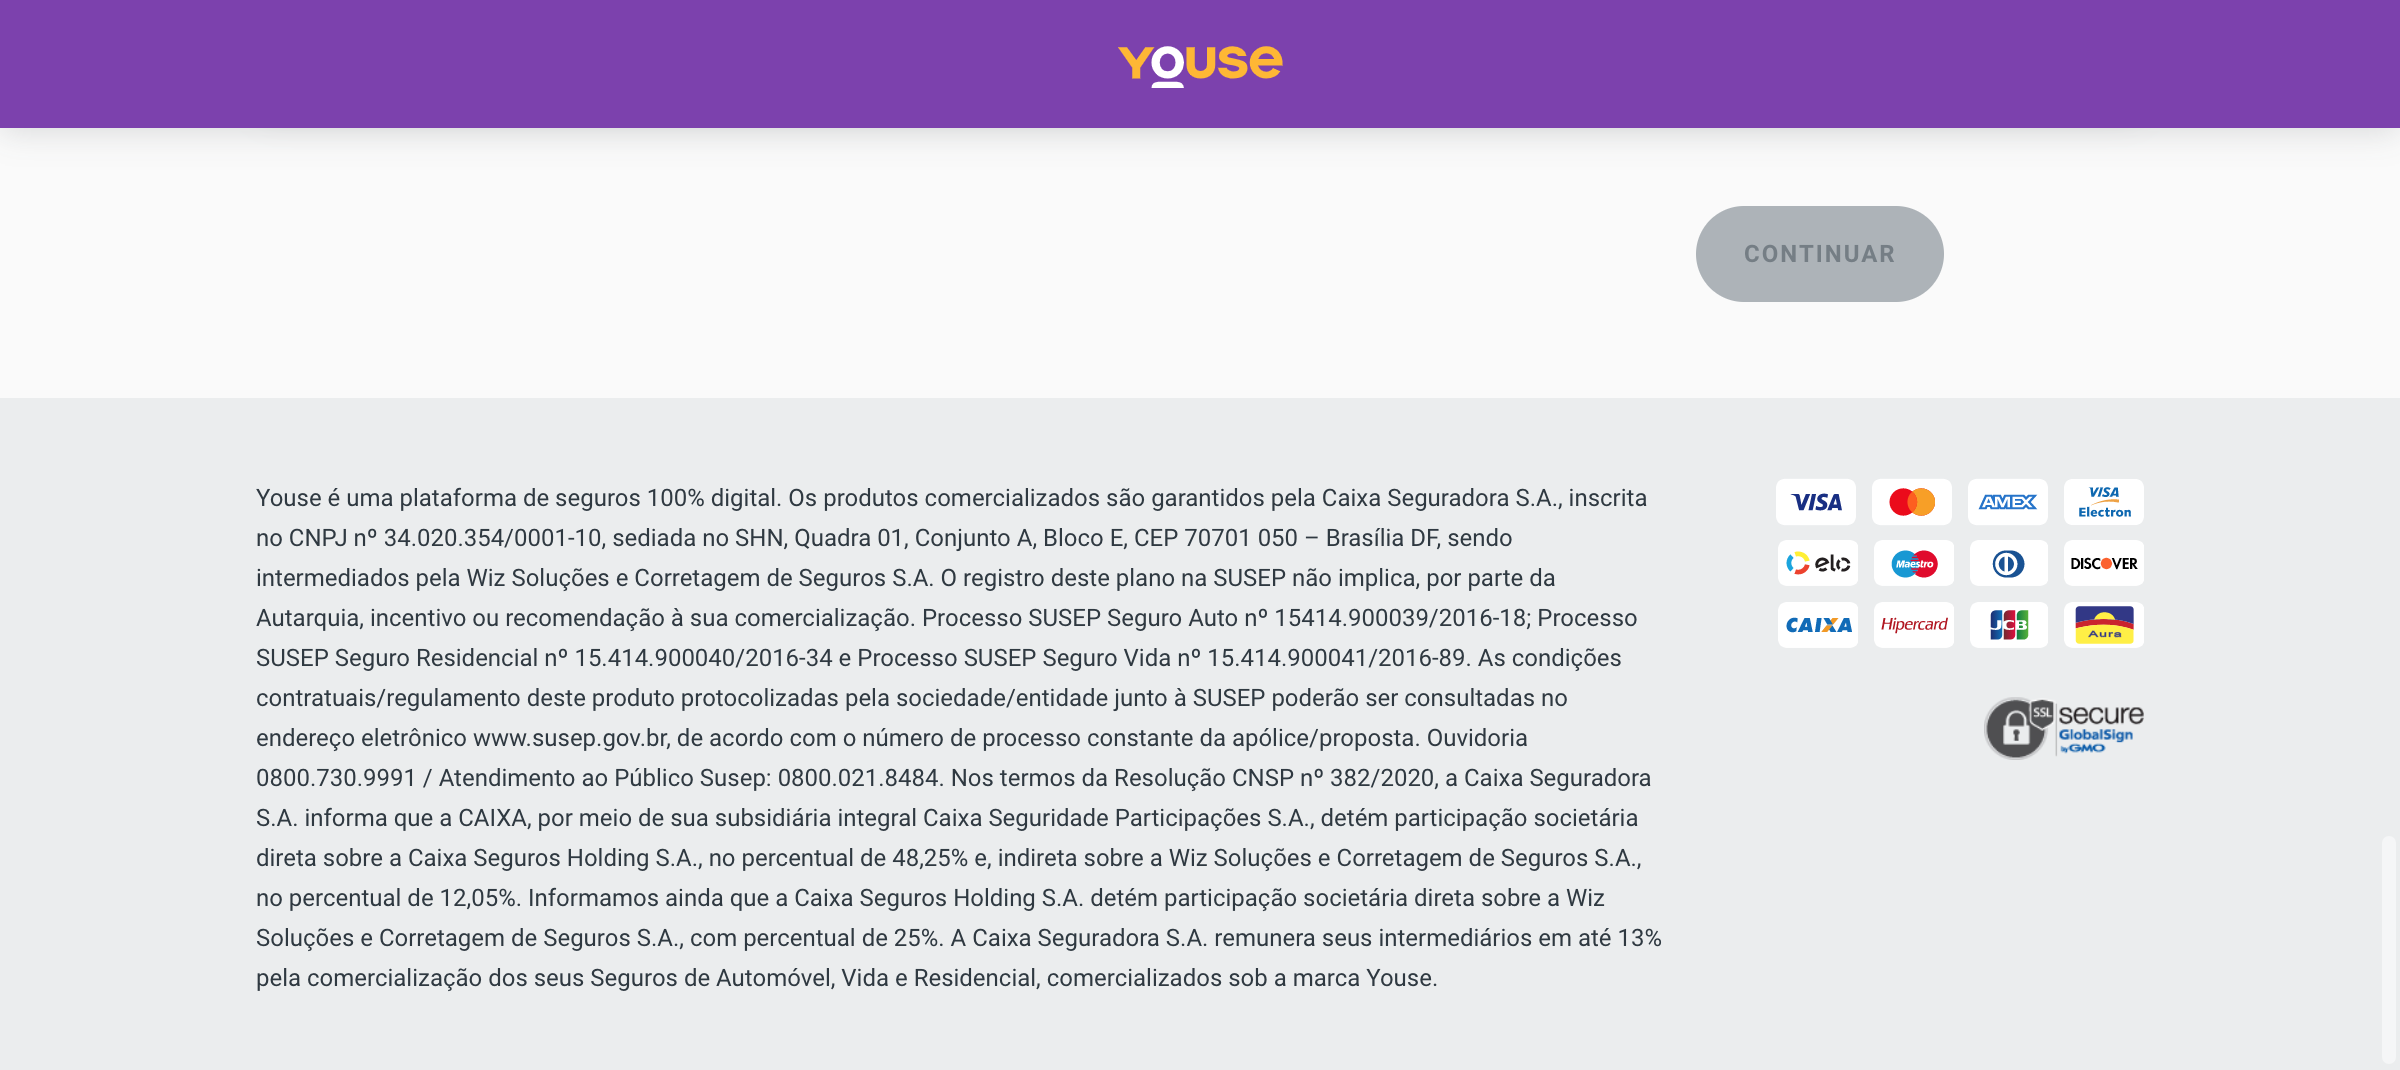 Youse
CONTINUAR
Youse é uma plataforma de seguros 100% digital. Os produtos comercializados são garantidos pela Caixa Seguradora S.A., inscrita
no CNPJ nº 34.020.354/0001-10, sediada no SHN, Quadra 01, Conjunto A, Bloco E, CEP 70701 050 – Brasília DF, sendo
intermediados pela Wiz Soluções e Corretagem de Seguros S.A. O registro deste plano na SUSEP não implica, por parte da
Autarquia, incentivo ou recomendação à sua comercialização. Processo SUSEP Seguro Auto nº 15414.900039/2016-18; Processo
SUSEP Seguro Residencial nº 15.414.900040/2016-34 e Processo SUSEP Seguro Vida nº 15.414.900041/2016-89. As condições
contratuais/regulamento deste produto protocolizadas pela sociedade/entidade junto à SUSEP poderão ser consultadas no
endereço eletrônico www.susep.gov.br, de acordo com o número de processo constante da apólice/proposta. Ouvidoria
0800.730.9991 / Atendimento ao Público Susep: 0800.021.8484. Nos termos da Resolução CNSP nº 382/2020, a Caixa Seguradora
S.A. informa que a CAIXA, por meio de sua subsidiária integral Caixa Seguridade Participações S.A., detém participação societária
direta sobre a Caixa Seguros Holding S.A., no percentual de 48,25% e, indireta sobre a Wiz Soluções e Corretagem de Seguros S.A.,
no percentual de 12,05%. Informamos ainda que a Caixa Seguros Holding S.A. detém participação societária direta sobre a Wiz
Soluções e Corretagem de Seguros S.A., com percentual de 25%. A Caixa Seguradora S.A. remunera seus intermediários em até 13%
pela comercialização dos seus Seguros de Automóvel, Vida e Residencial, comercializados sob a marca Youse.
VISA AMEX VISA
Electron
elo Maestro DISCOVER
CAIXA Hipercard JCB Aura
SSL secure
GlobalSign
by GMO